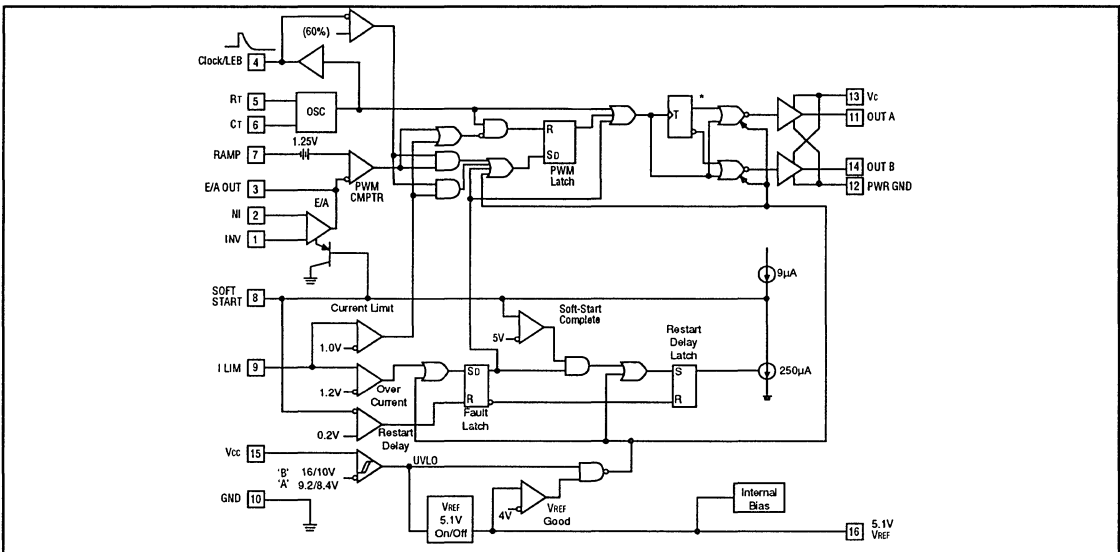 (60%)
Clock/LEB 4
RT 5
CT 6
OSC
1.25V
RAMP 7
E/A OUT 3
NI 2
INV 1
E/A
PWM
CMPTR
R
SD
PWM
Latch
T
*
13 Vc
11 OUT A
14 OUT B
12 PWR GND
9µA
SOFT
START 8
Current Limit
Soft-Start
Complete
Restart
Delay
Latch
1.0V
5V
I LIM 9
1.2V
Over
Current
SD
R
Fault
Latch
S
R
250µA
0.2V
Restart
Delay
Vcc 15
'B' 16/10V
'A' 9.2/8.4V
UVLO
GND 10
VREF
5.1V
On/Off
4V
VREF
Good
Internal
Bias
16 5.1V
VREF